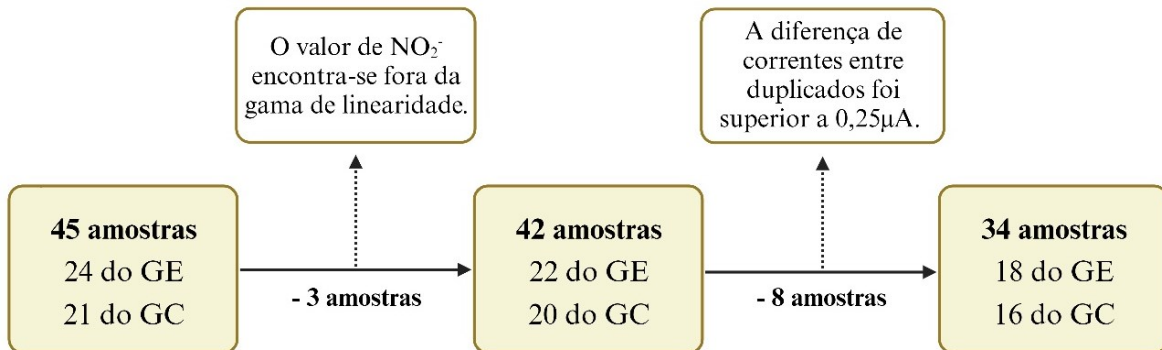 O valor de NO₂⁻
encontra-se fora da
gama de linearidade.
A diferença de
correntes entre
duplicados foi
superior a 0,25µA.
45 amostras
24 do GE
21 do GC
- 3 amostras
42 amostras
22 do GE
20 do GC
- 8 amostras
34 amostras
18 do GE
16 do GC